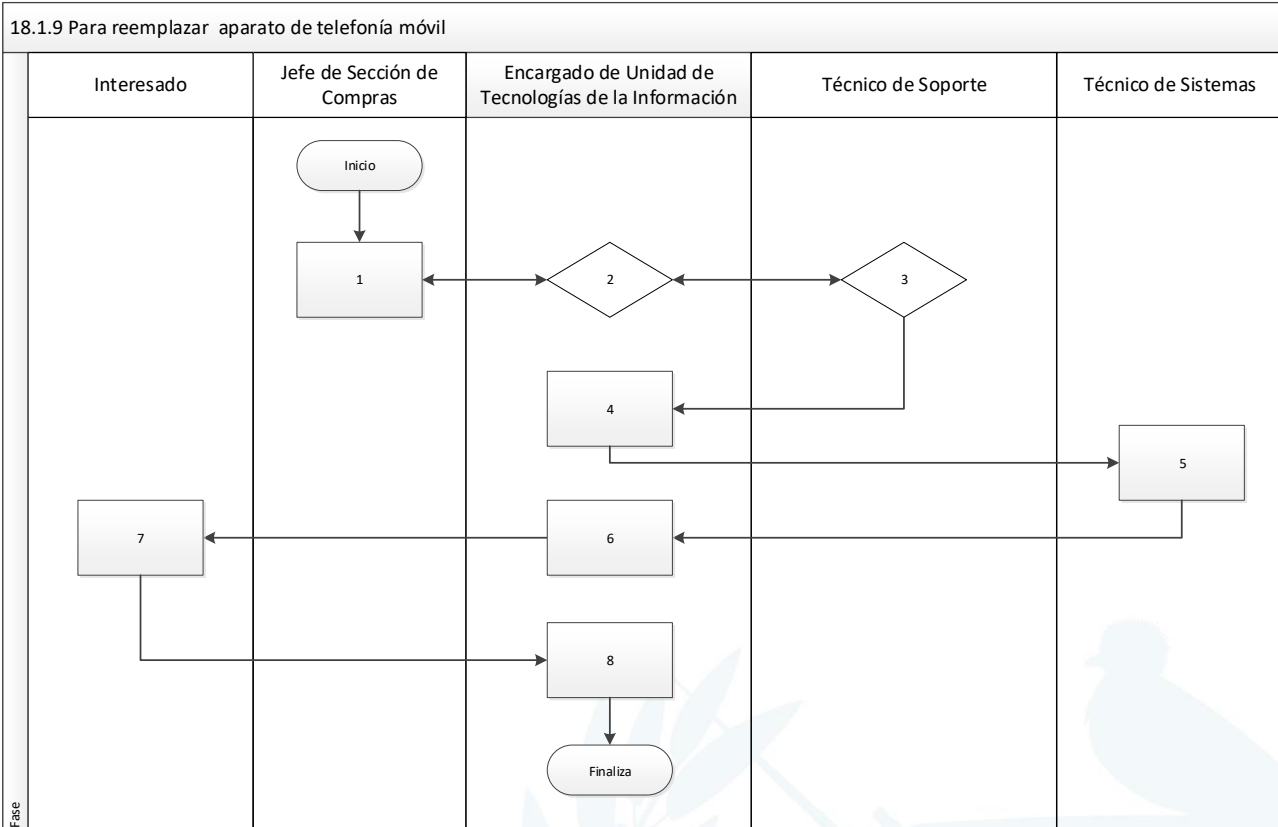 18.1.9 Para reemplazar aparato de telefonía móvil
Interesado
Jefe de Sección de
Compras
Encargado de Unidad de
Tecnologías de la Información
Técnico de Soporte
Técnico de Sistemas
Inicio
1
2
3
4
5
7
6
8
Finaliza
Fase